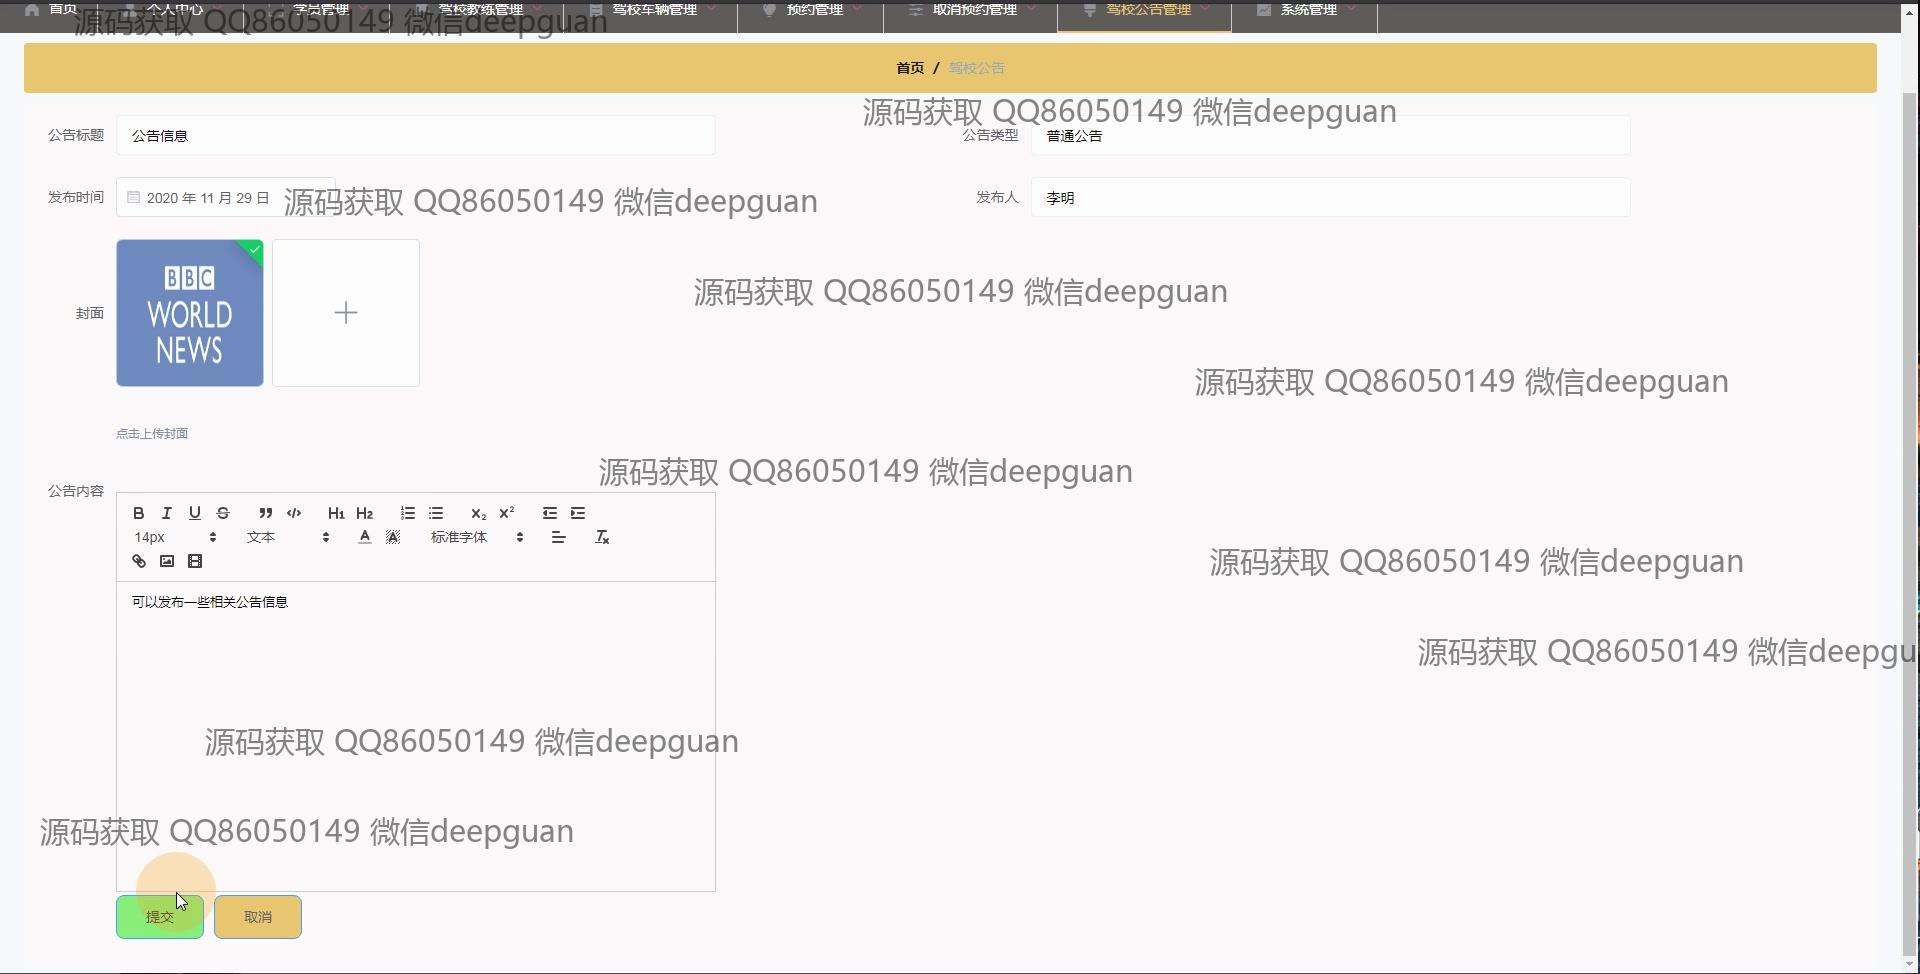 首页 个人中心 学员管理 驾校教练管理 驾校车辆管理 预约管理 取消预约管理 驾校公告管理 系统管理
源码获取 QQ86050149 微信deepguan
首页 / 驾校公告
源码获取 QQ86050149 微信deepguan
公告标题 公告信息 公告类型 普通公告
发布时间 2020 年 11 月 29 日 发布人 李明
源码获取 QQ86050149 微信deepguan
BBC
WORLD
NEWS
源码获取 QQ86050149 微信deepguan
封面
源码获取 QQ86050149 微信deepguan
点击上传封面
源码获取 QQ86050149 微信deepguan
公告内容
B I U S H1 H2 X2 X2
14px 文本 A A 标准字体 Tx
源码获取 QQ86050149 微信deepguan
可以发布一些相关公告信息
源码获取 QQ86050149 微信deepgu
源码获取 QQ86050149 微信deepguan
源码获取 QQ86050149 微信deepguan
提交 取消